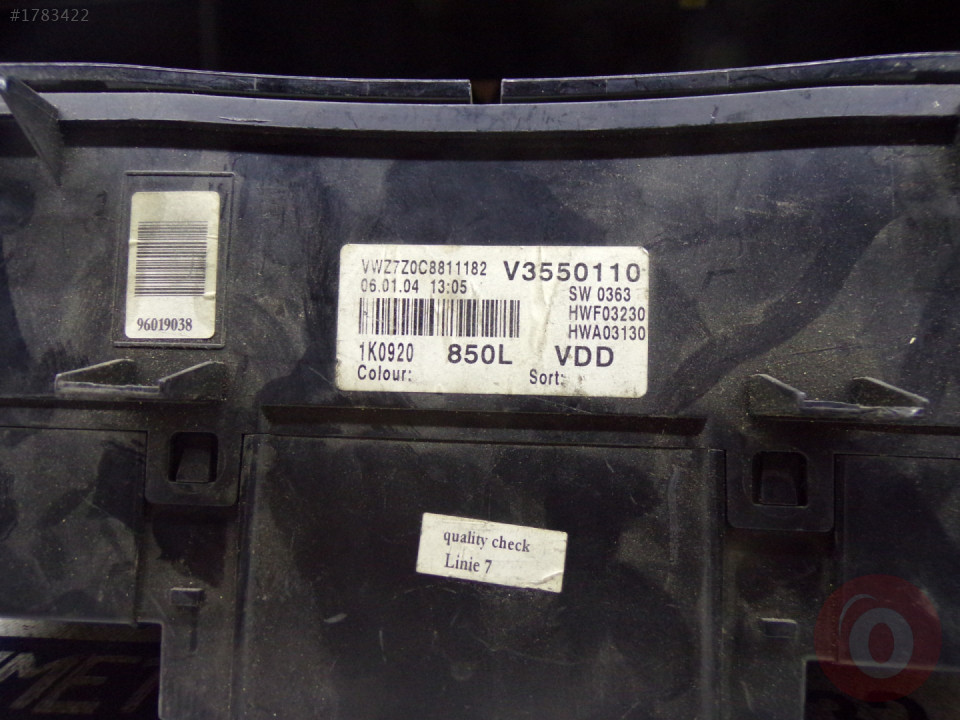 #1783422
VWZ7Z0C8811182 V3550110
06.01.04 13:05 SW 0363
HWF03230
HWA03130
1K0920 850L VDD
Colour: Sort:
96019038
quality check
Linie 7